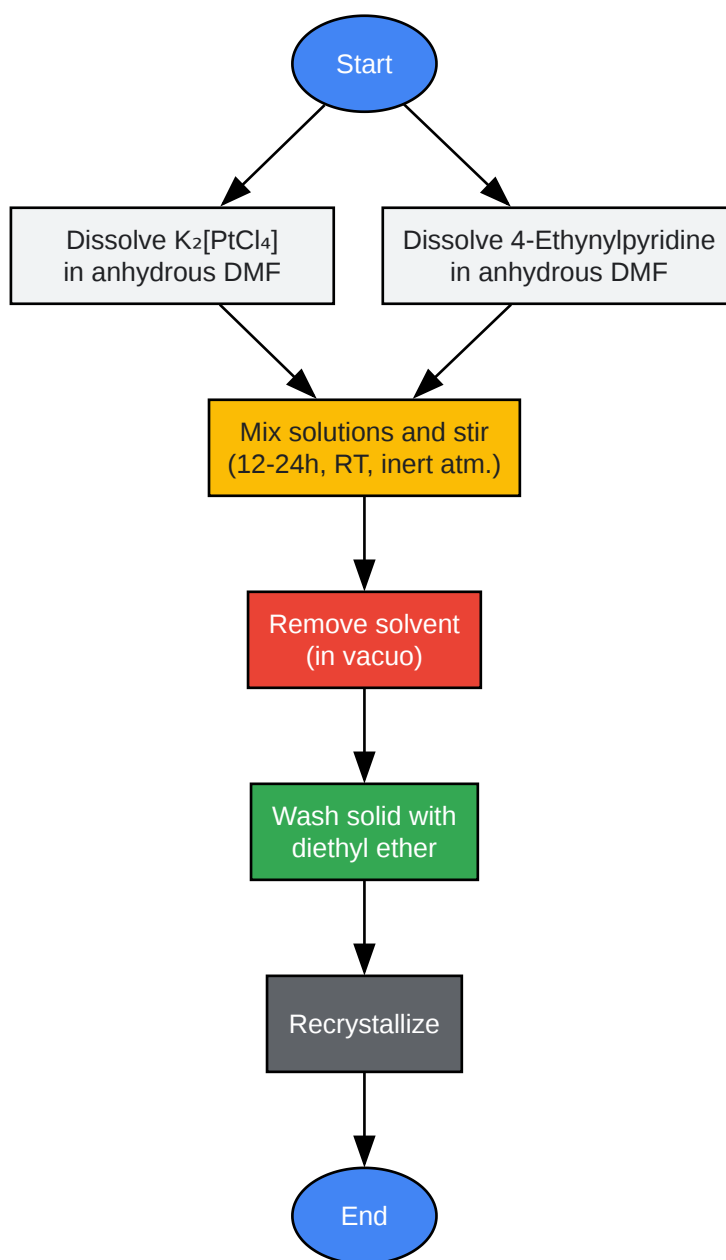 Start
Dissolve K₂[PtCl₄]
in anhydrous DMF
Dissolve 4-Ethynylpyridine
in anhydrous DMF
Mix solutions and stir
(12-24h, RT, inert atm.)
Remove solvent
(in vacuo)
Wash solid with
diethyl ether
Recrystallize
End